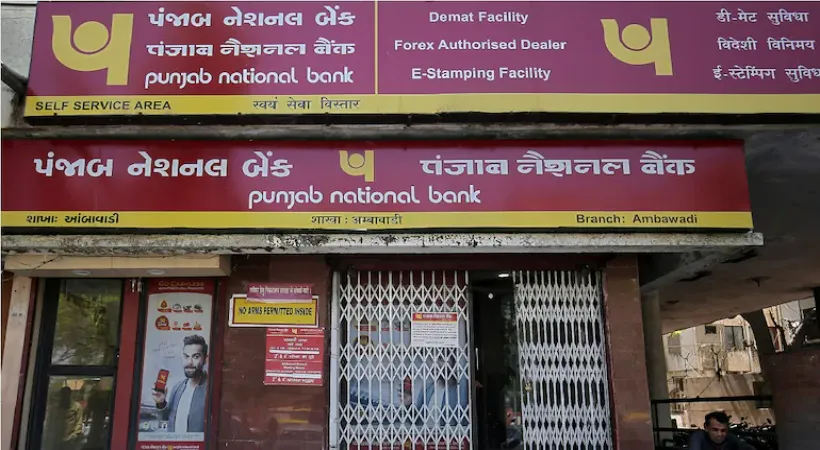 પંજાબ નેશનલ બેંક
पंजाब नैशनल बैंक
punjab national bank
Demat Facility
Forex Authorised Dealer
E-Stamping Facility
डी-मेट सुविधा
विदेशी विनिमय
ई-स्टेम्पिंग सुविधा
SELF SERVICE AREA
स्वयं सेवा विस्तार
પંજાબ નેશનલ બેંક
पंजाब नैशनल बैंक
punjab national bank
શાખાઃ આંબાવાડી
शाखा : अम्बावाडी
Branch: Ambawadi
NO ARMS PERMITTED INSIDE